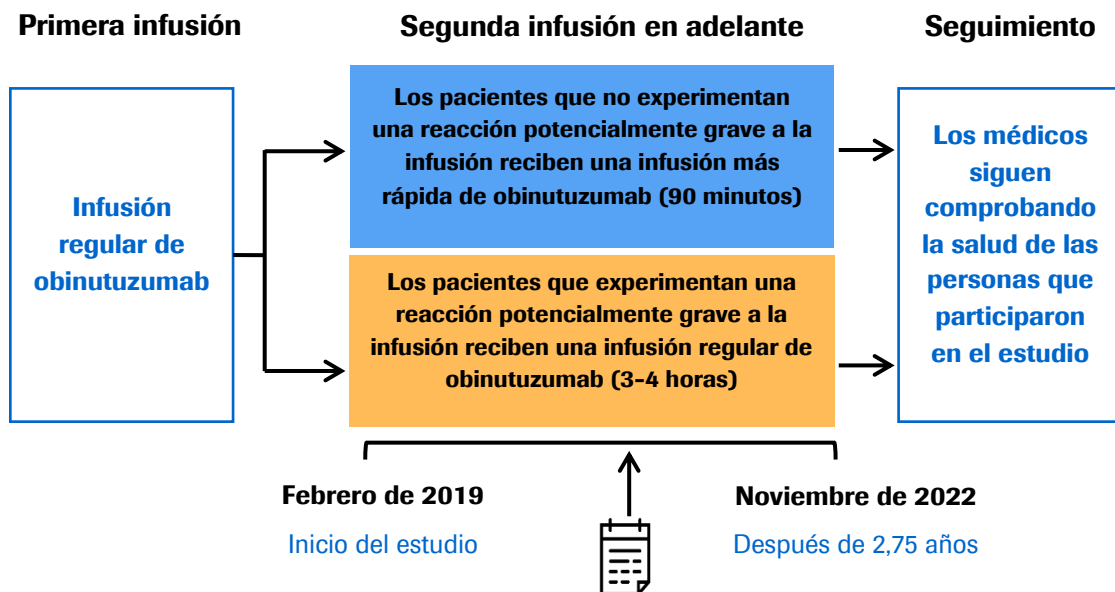 Primera infusión
Segunda infusión en adelante
Seguimiento
Infusión
regular de
obinutuzumab
Los pacientes que no experimentan
una reacción potencialmente grave a la
infusión reciben una infusión más
rápida de obinutuzumab (90 minutos)
Los pacientes que experimentan una
reacción potencialmente grave a la
infusión reciben una infusión regular de
obinutuzumab (3-4 horas)
Los médicos
siguen
comprobando
la salud de las
personas que
participaron
en el estudio
Febrero de 2019
Inicio del estudio
Noviembre de 2022
Después de 2,75 años